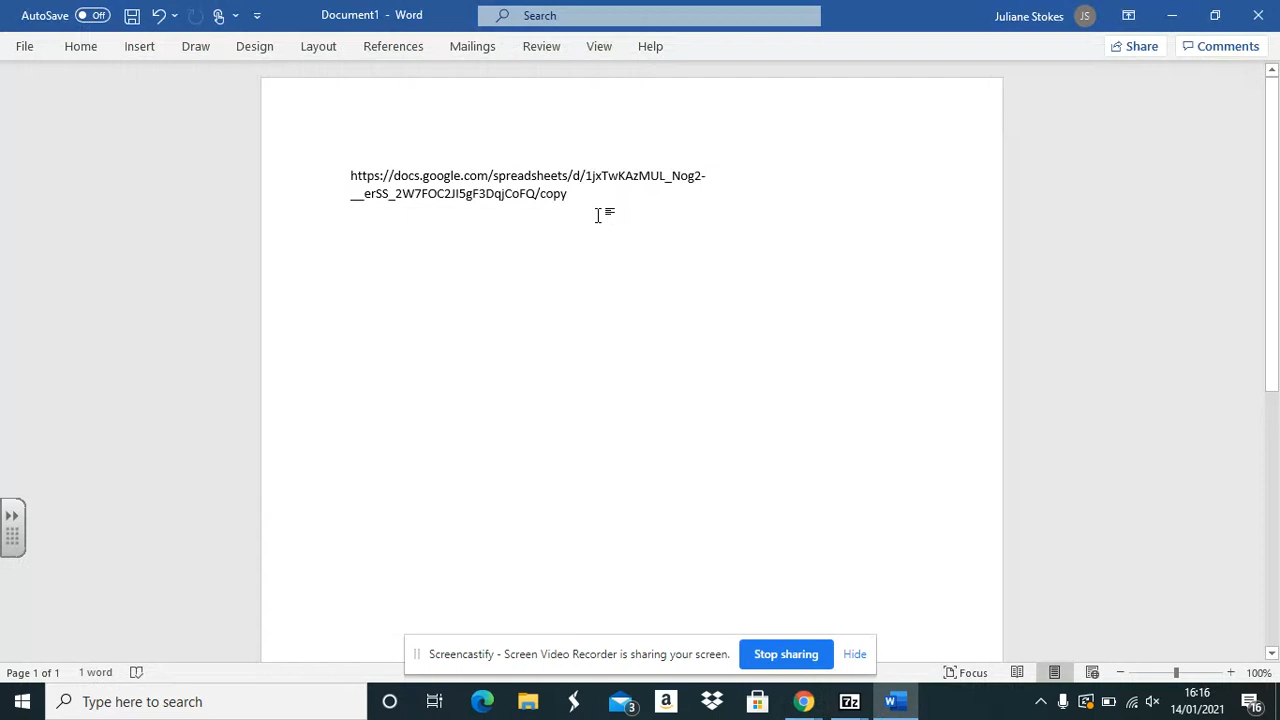 AutoSave Off Document1 - Word Search Juliane Stokes JS
File Home Insert Draw Design Layout References Mailings Review View Help Share Comments
https://docs.google.com/spreadsheets/d/1jxTwKAzMUL_Nog2-
__erSS_2W7FOC2JI5gF3DqjCoFQ/copy
Screencastify - Screen Video Recorder is sharing your screen. Stop sharing Hide
Page 1 of 1 1 word Focus 100%
Type here to search 3 a 7z W 16:16
14/01/2021 16